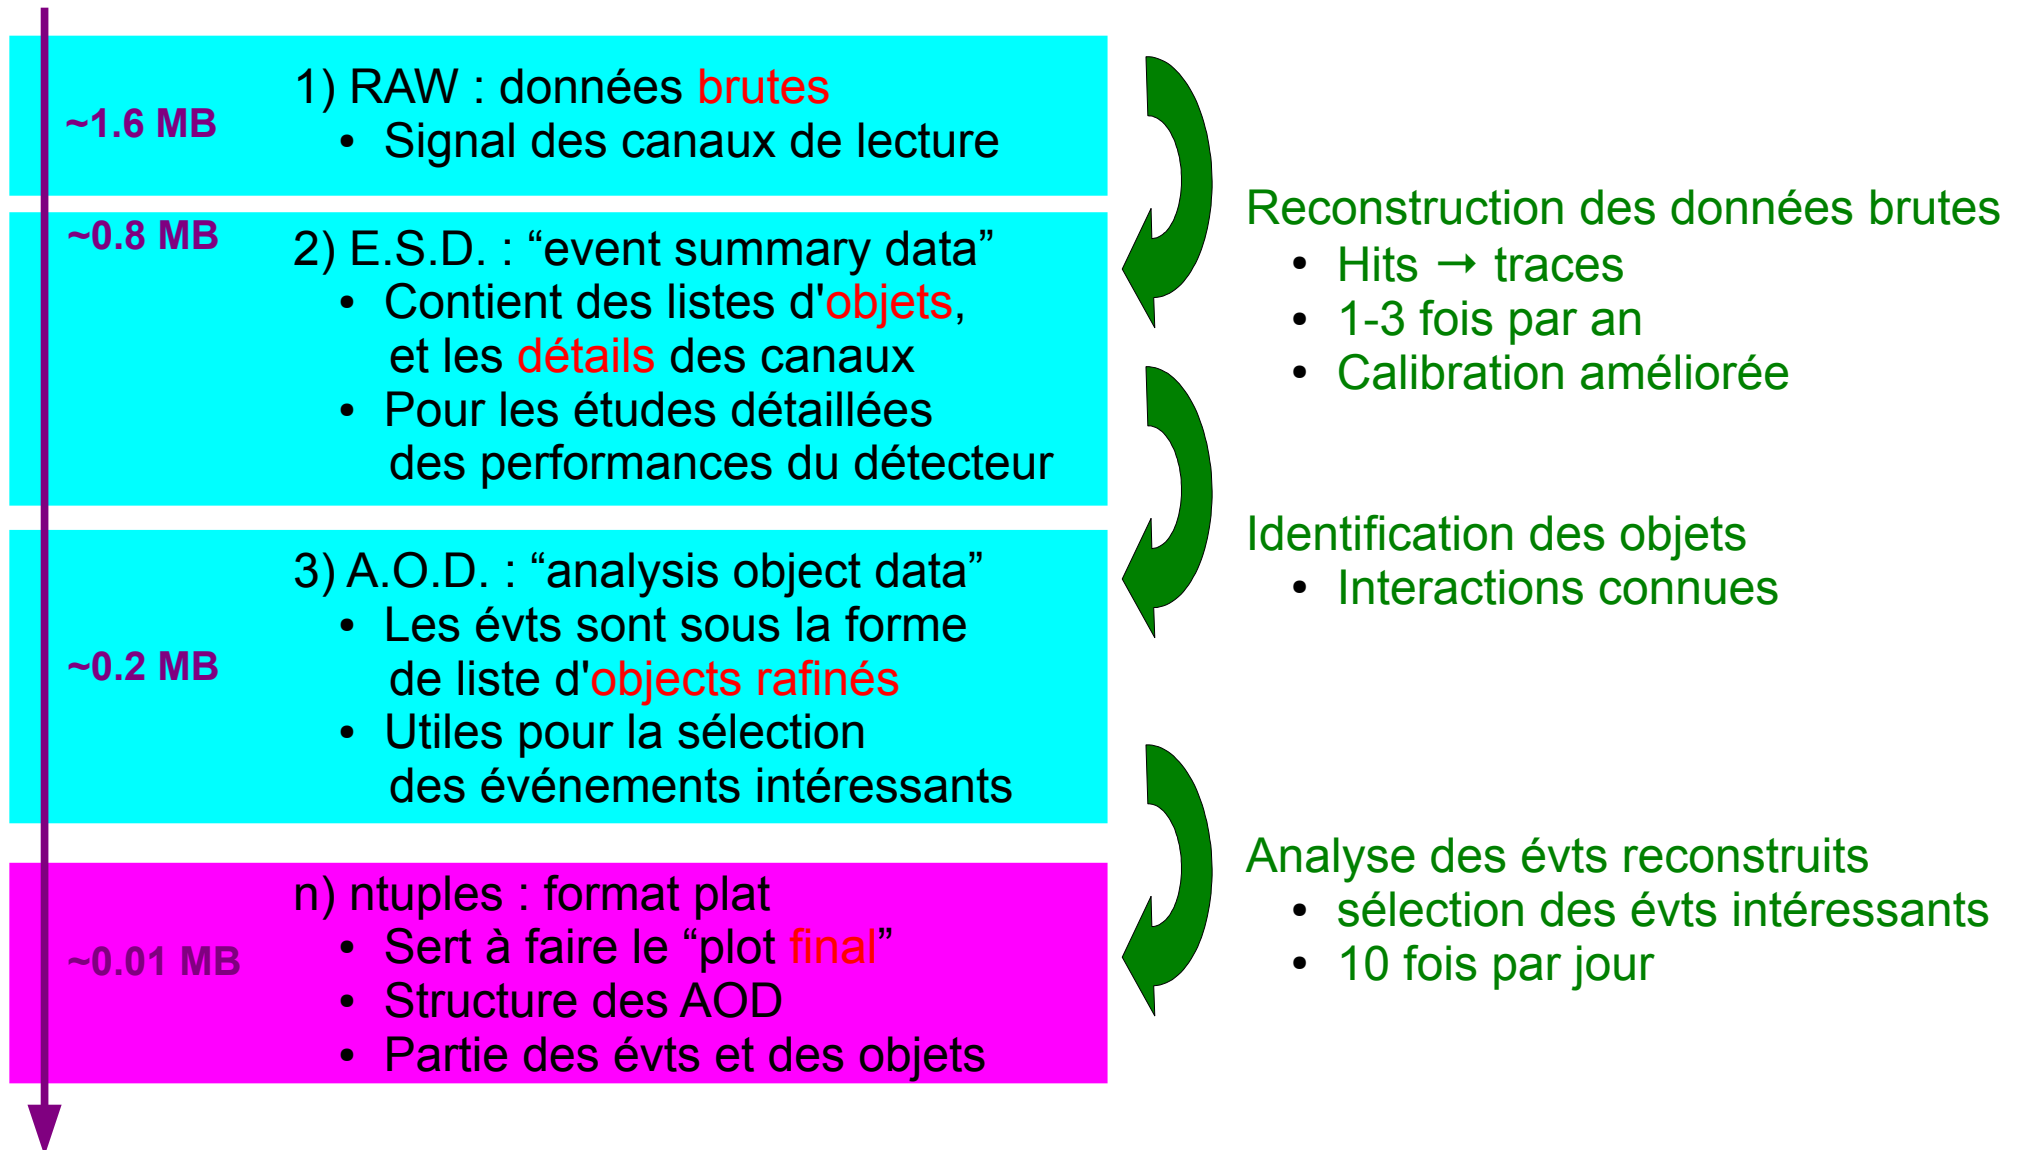 ~1.6 MB
1) RAW : données brutes
• Signal des canaux de lecture
~0.8 MB
2) E.S.D. : “event summary data”
• Contient des listes d'objets,
et les détails des canaux
• Pour les études détaillées
des performances du détecteur
~0.2 MB
3) A.O.D. : “analysis object data”
• Les évts sont sous la forme
de liste d'objects rafinés
• Utiles pour la sélection
des événements intéressants
~0.01 MB
n) ntuples : format plat
• Sert à faire le “plot final”
• Structure des AOD
• Partie des évts et des objets
Reconstruction des données brutes
• Hits → traces
• 1-3 fois par an
• Calibration améliorée
Identification des objets
• Interactions connues
Analyse des évts reconstruits
• sélection des évts intéressants
• 10 fois par jour